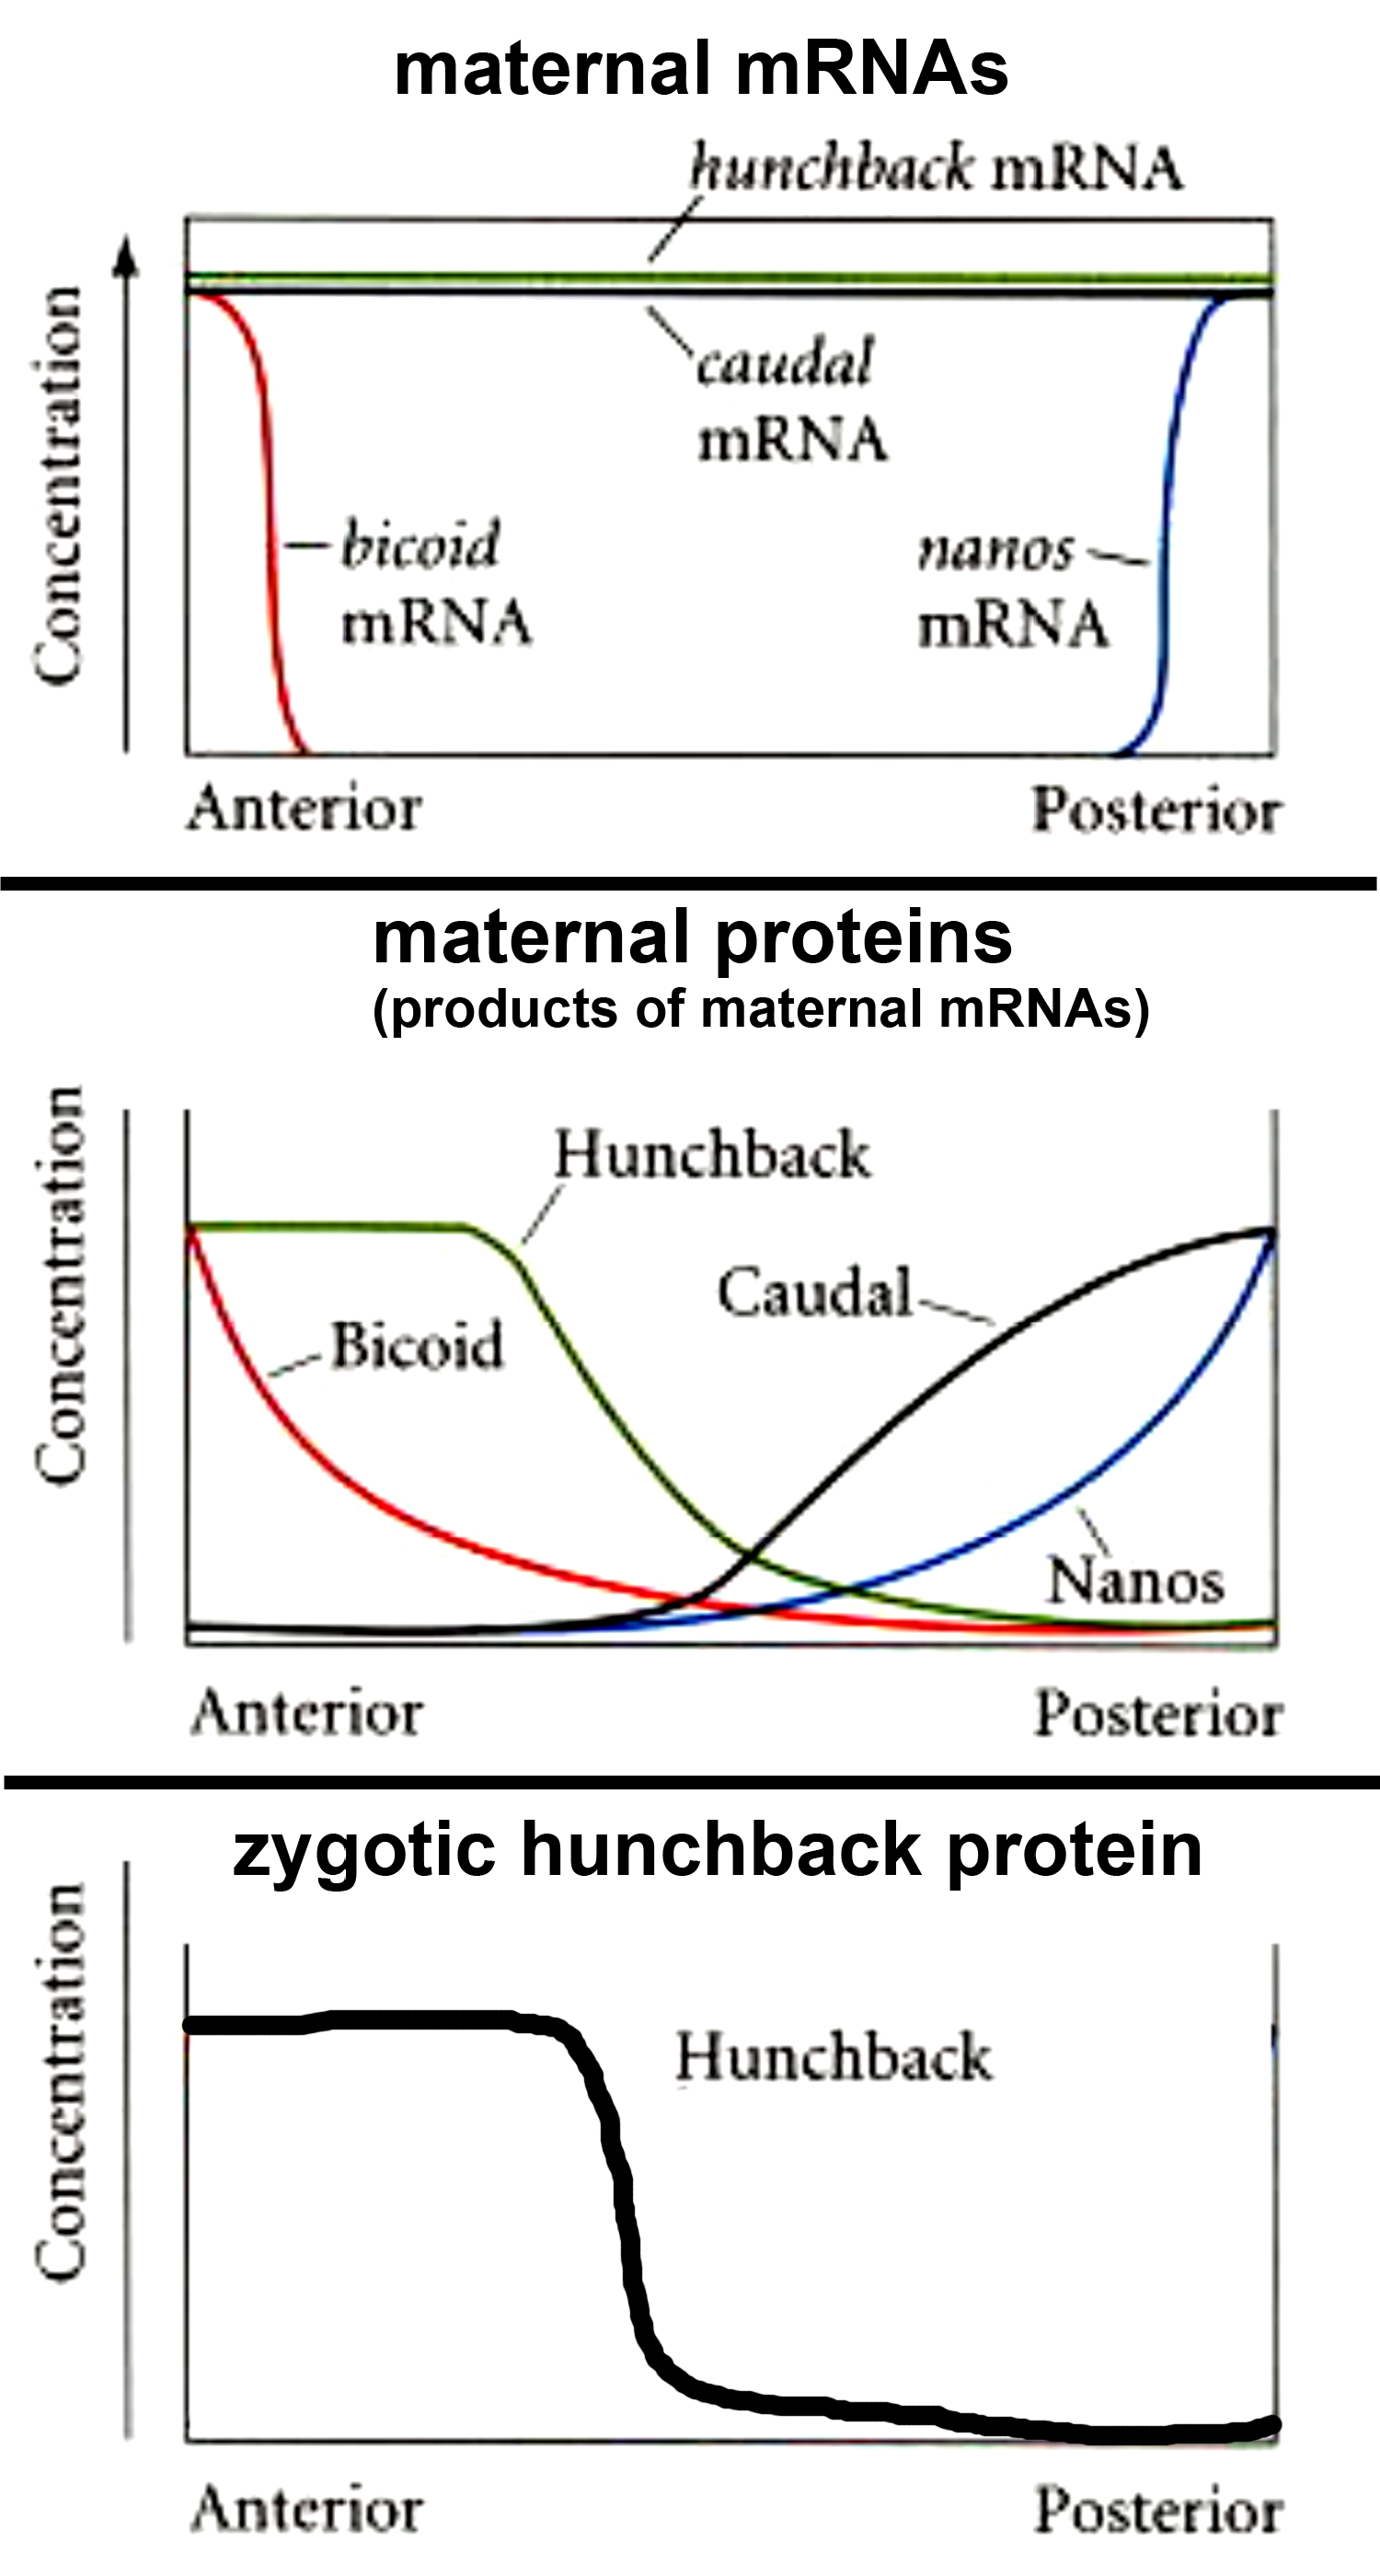 maternal mRNAs
hunchback mRNA
caudal
mRNA
bicoid
mRNA
nanos
mRNA
Concentration
Anterior
Posterior
maternal proteins
(products of maternal mRNAs)
Hunchback
Caudal
Bicoid
Nanos
Concentration
Anterior
Posterior
zygotic hunchback protein
Hunchback
Concentration
Anterior
Posterior